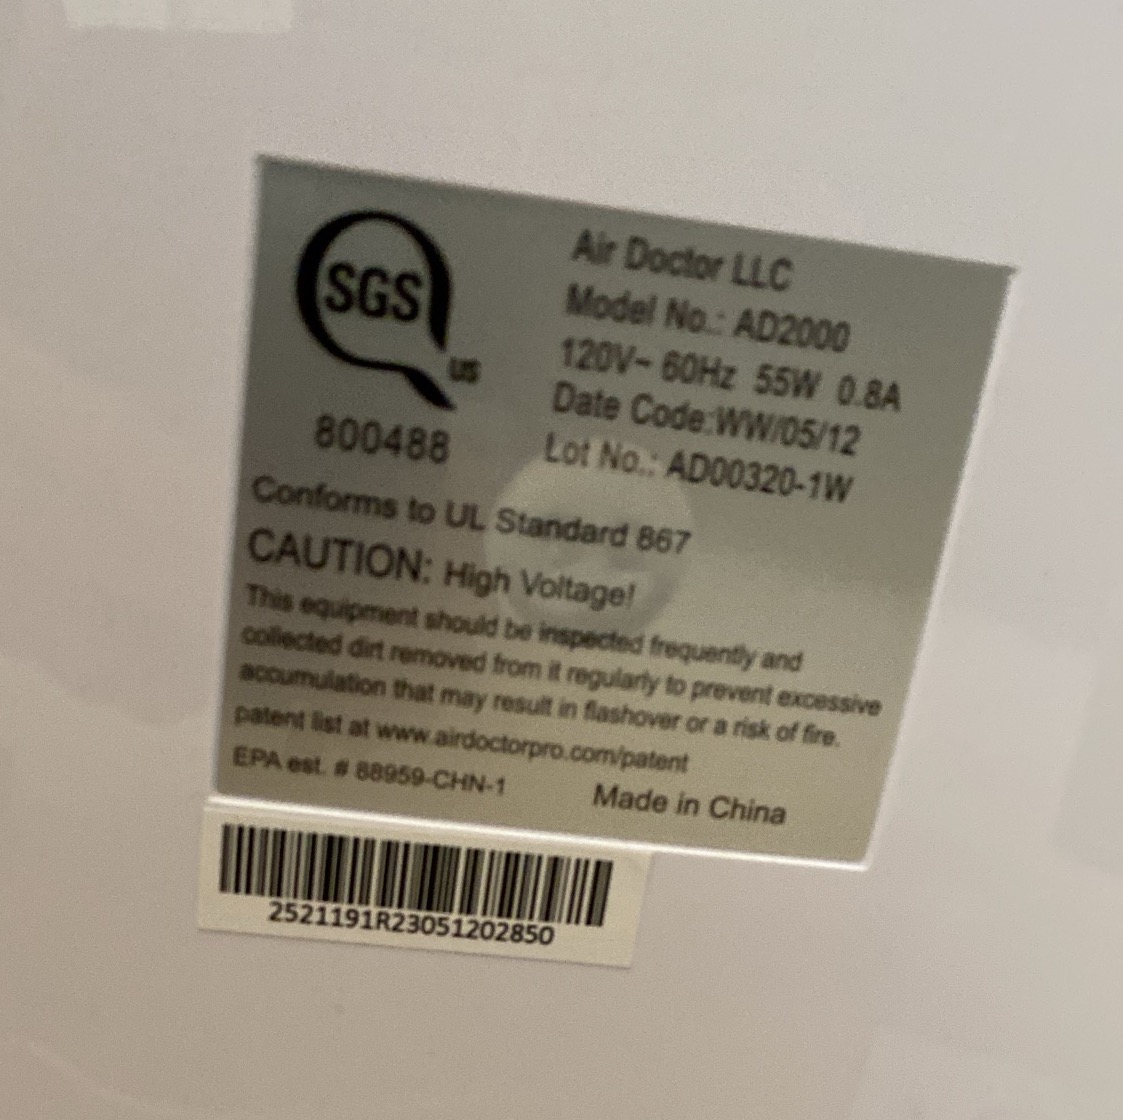 SGS
US
800488
Air Doctor LLC
Model No.: AD2000
120V~ 60Hz 55W 0.8A
Date Code:WW/05/12
Lot No.: AD00320-1W
Conforms to UL Standard 867
CAUTION: High Voltage!
This equipment should be inspected frequently and
collected dirt removed from it regularly to prevent excessive
accumulation that may result in flashover or a risk of fire.
patent list at www.airdoctorpro.com/patent
EPA est. # 88959-CHN-1
Made in China
2521191R23051202850